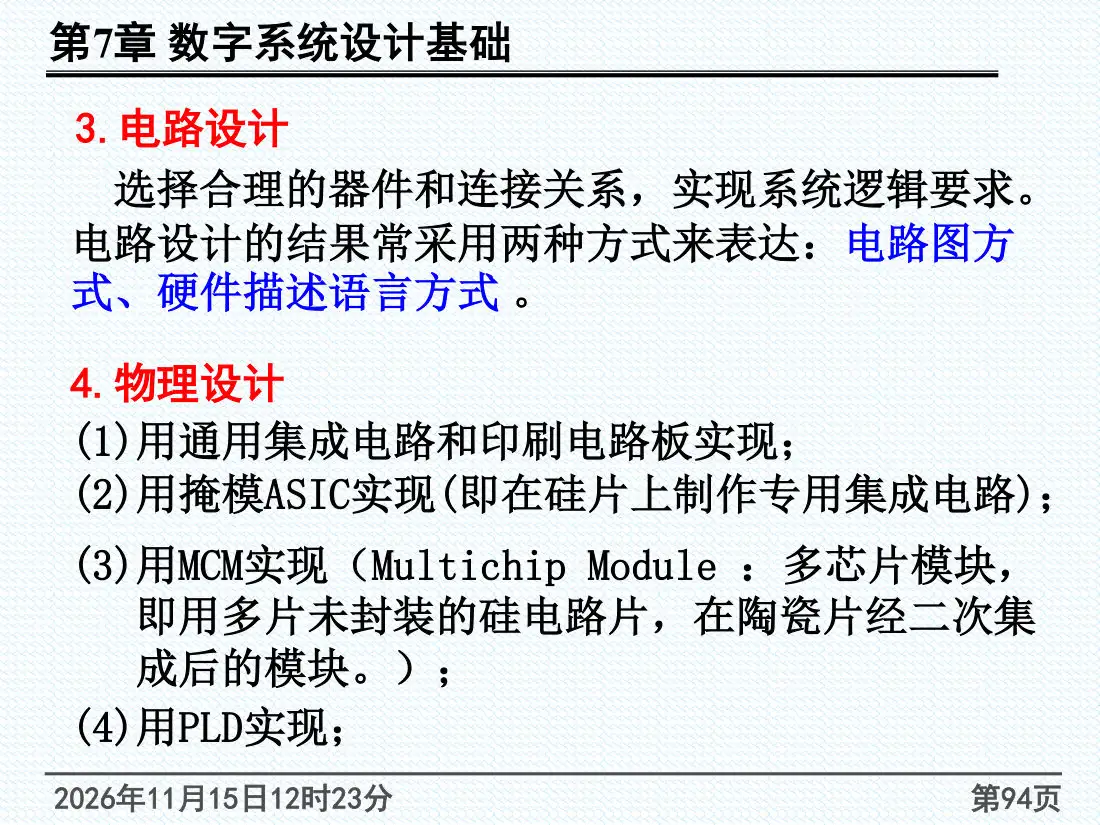 第7章 数字系统设计基础
3.电路设计
选择合理的器件和连接关系，实现系统逻辑要求。
电路设计的结果常采用两种方式来表达：电路图方
式、硬件描述语言方式 。
4.物理设计
(1)用通用集成电路和印刷电路板实现；
(2)用掩模ASIC实现(即在硅片上制作专用集成电路)；
(3)用MCM实现（Multichip Module ：多芯片模块，
即用多片未封装的硅电路片，在陶瓷片经二次集
成后的模块。）；
(4)用PLD实现；
2026年11月15日12时23分
第94页